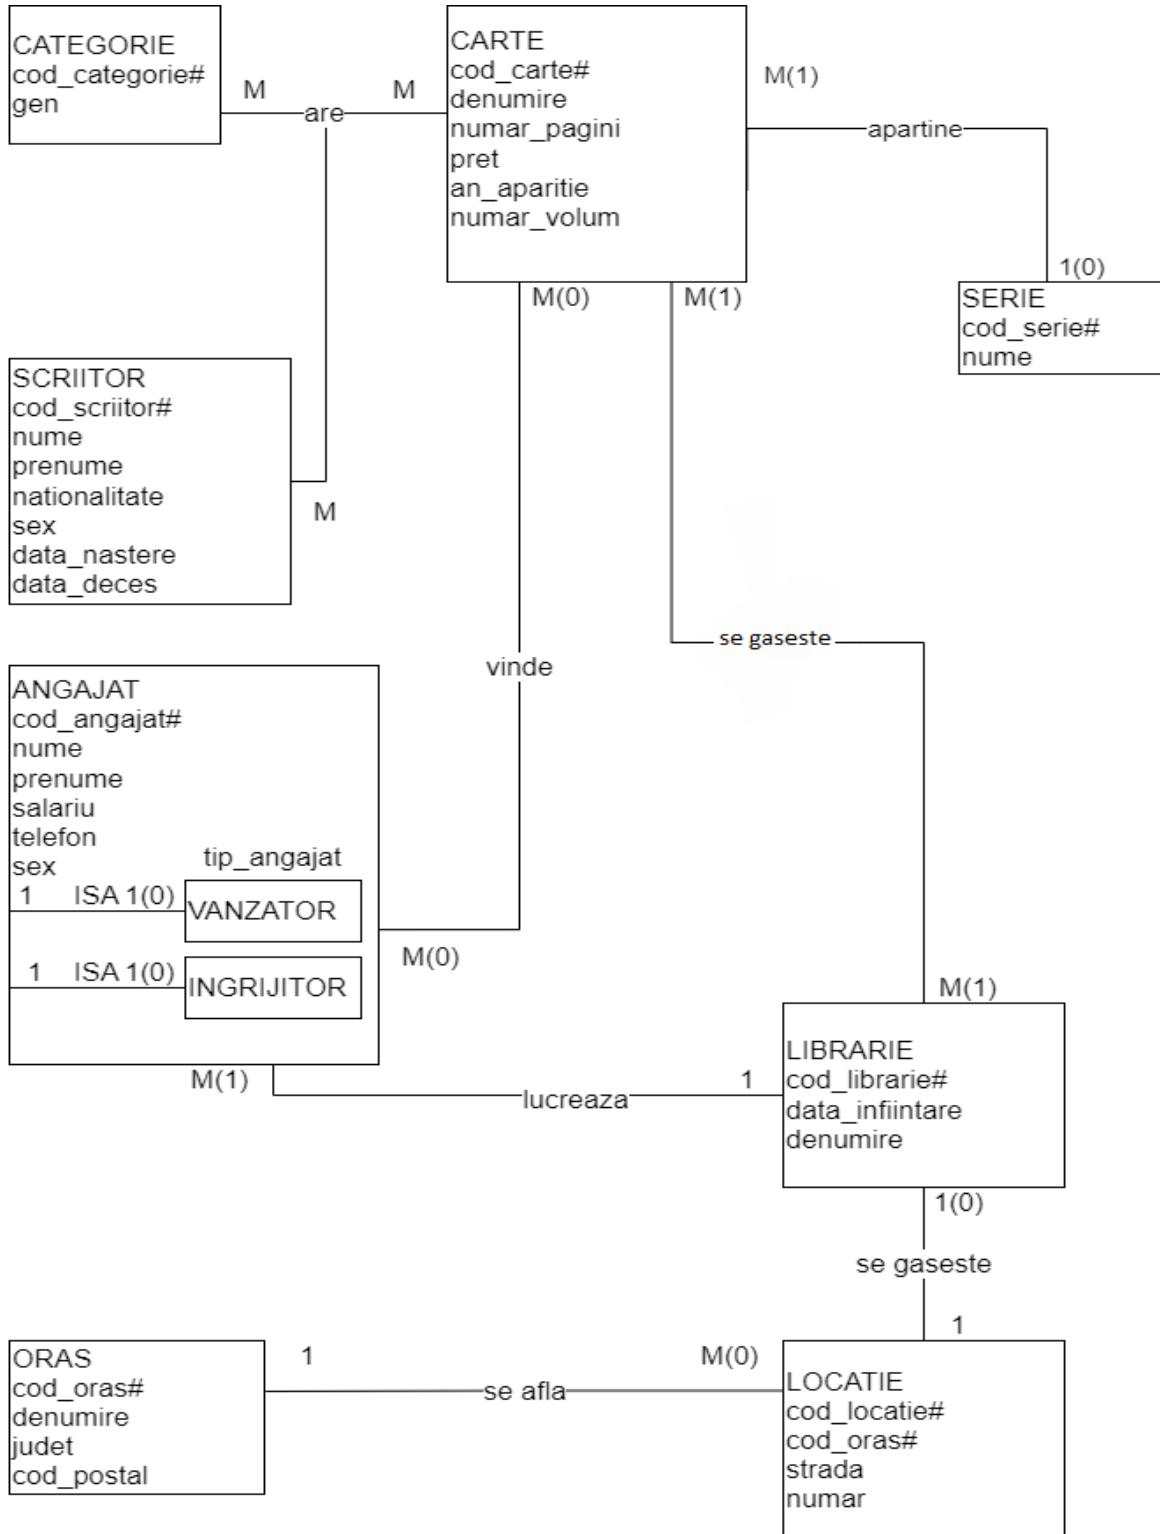 CATEGORIE
cod_categorie#
gen
M
are
M
CARTE
cod_carte#
denumire
numar_pagini
pret
an_aparitie
numar_volum
M(1)
apartine
1(0)
SERIE
cod_serie#
nume
M(0)
M(1)
SCRIITOR
cod_scriitor#
nume
prenume
nationalitate
sex
data_nastere
data_deces
M
vinde
se gaseste
ANGAJAT
cod_angajat#
nume
prenume
salariu
telefon
sex
tip_angajat
1 ISA 1(0)
VANZATOR
1 ISA 1(0)
INGRIJITOR
M(0)
M(1)
lucreaza
1
M(1)
LIBRARIE
cod_librarie#
data_infiintare
denumire
1(0)
se gaseste
1
ORAS
cod_oras#
denumire
judet
cod_postal
1
se afla
M(0)
LOCATIE
cod_locatie#
cod_oras#
strada
numar